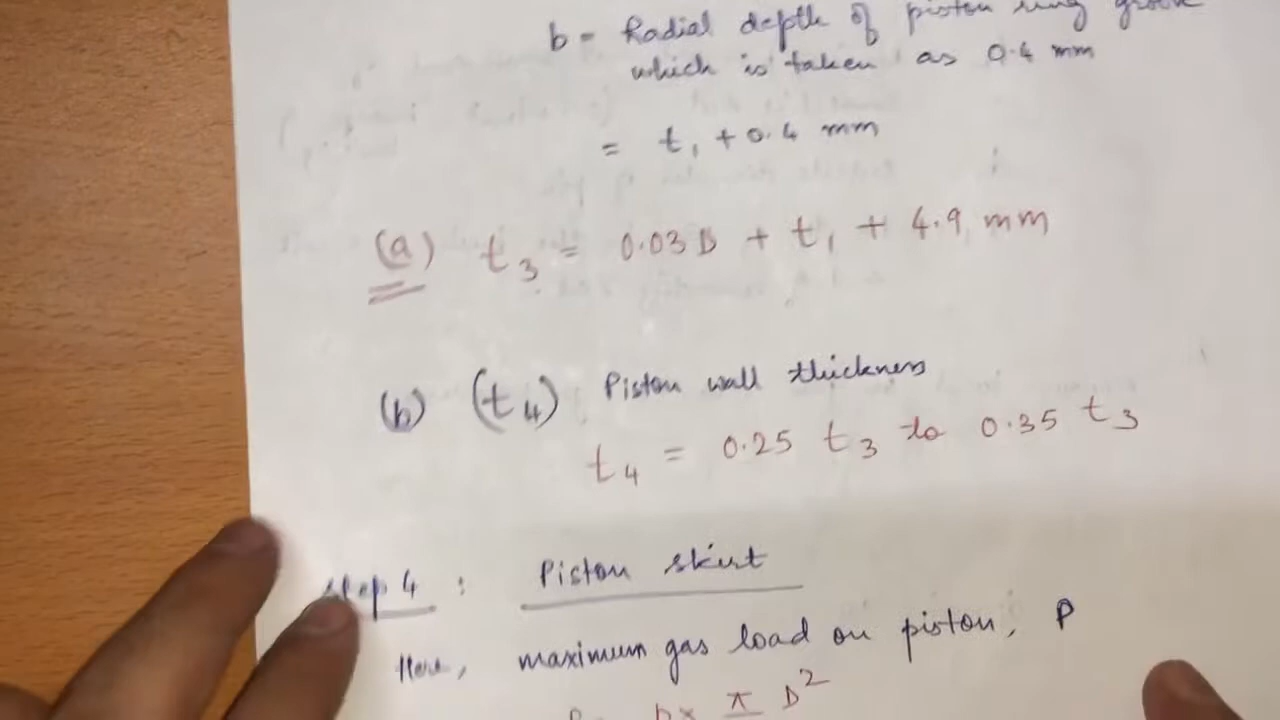 b = Radial depth of piston ring groove
which is taken as 0.4 mm
= t₁ + 0.4 mm
(a) t₃ = 0.03 D + t₁ + 4.9 mm
(b) (t₄) Piston wall thickness
t₄ = 0.25 t₃ to 0.35 t₃
Step 4 : Piston skirt
Here, maximum gas load on piston, P
π D²